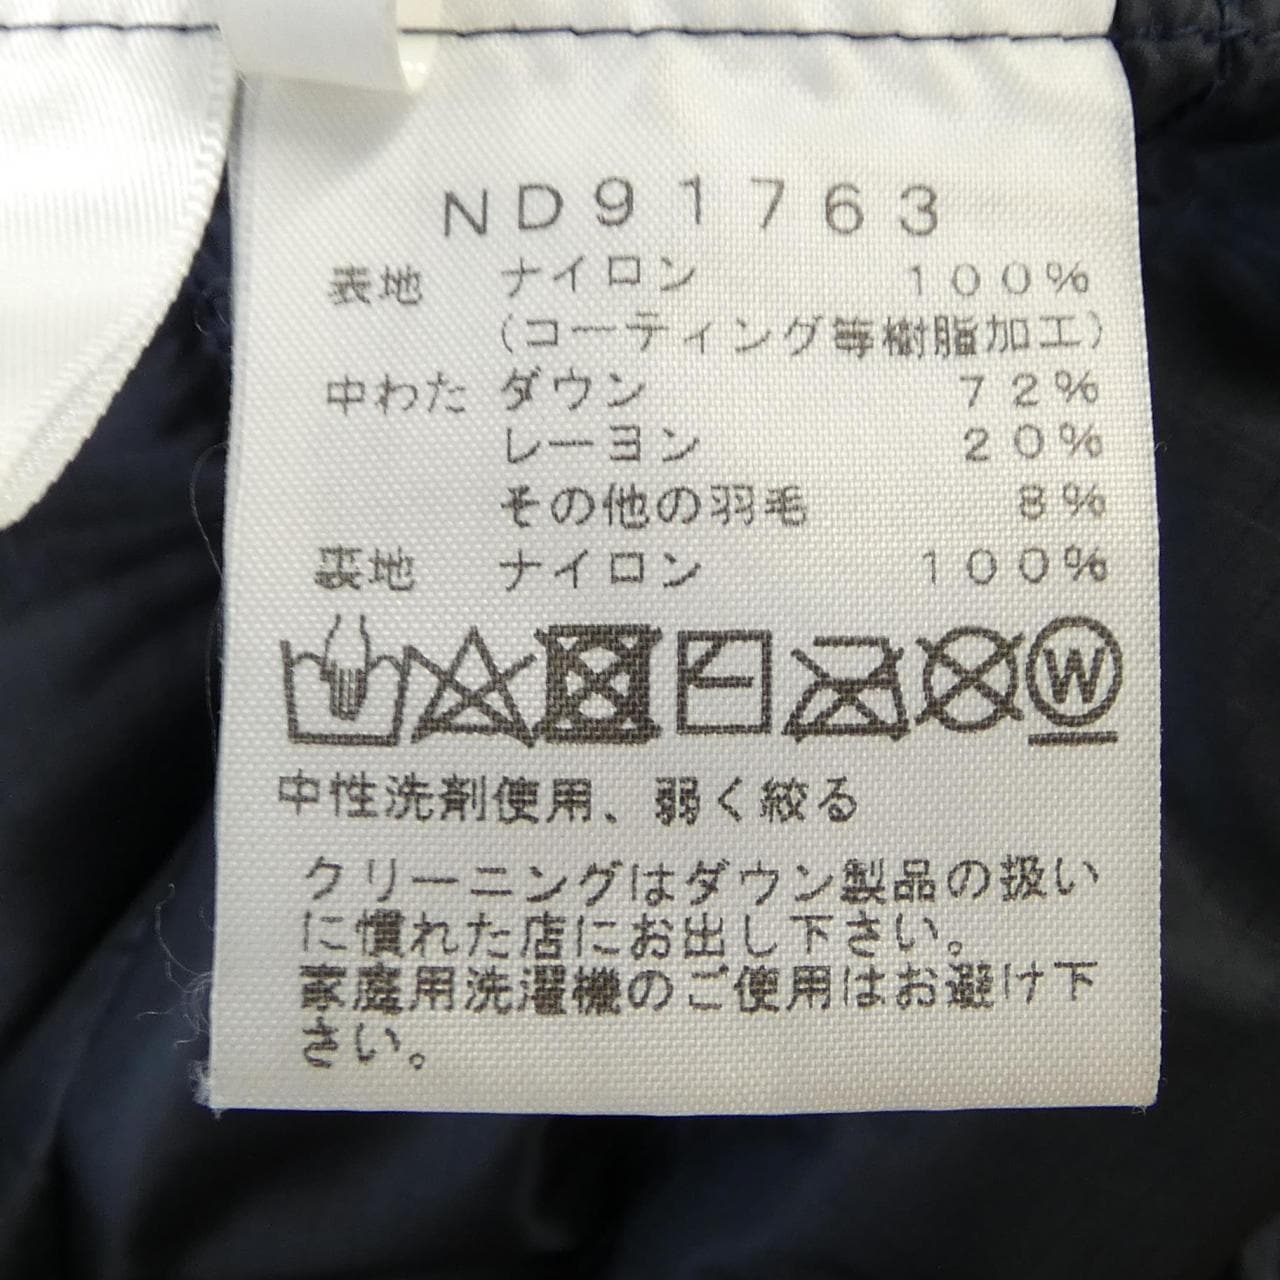 ND91763
表地 ナイロン 100%
(コーティング等樹脂加工)
中わた ダウン 72%
レーヨン 20%
その他の羽毛 8%
裏地 ナイロン 100%
W
中性洗剤使用、弱く絞る
クリーニングはダウン製品の扱い
に慣れた店にお出し下さい。
家庭用洗濯機のご使用はお避け下
さい。